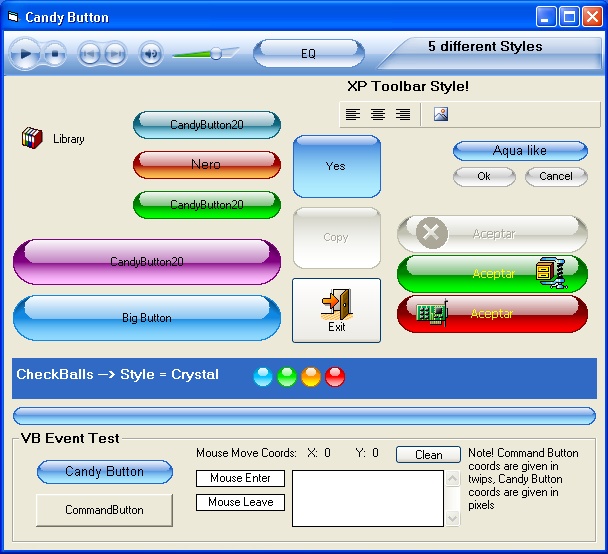 Candy Button
EQ
5 different Styles
XP Toolbar Style!
Library
CandyButton20
Nero
CandyButton20
Yes
Aqua like
Ok
Cancel
Copy
Aceptar
CandyButton20
Aceptar
Big Button
Exit
Aceptar
CheckBalls --> Style = Crystal
VB Event Test
Candy Button
CommandButton
Mouse Move Coords: X: 0 Y: 0
Clean
Mouse Enter
Mouse Leave
Note! Command Button
coords are given in
twips, Candy Button
coords are given in
pixels